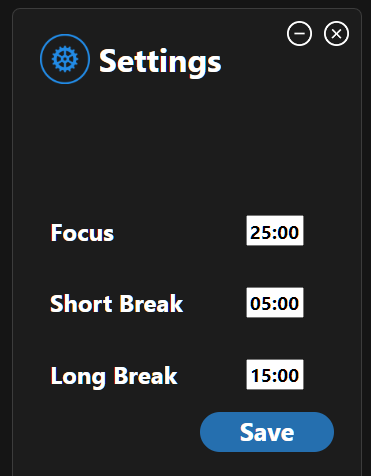 Settings
Focus 25:00
Short Break 05:00
Long Break 15:00
Save